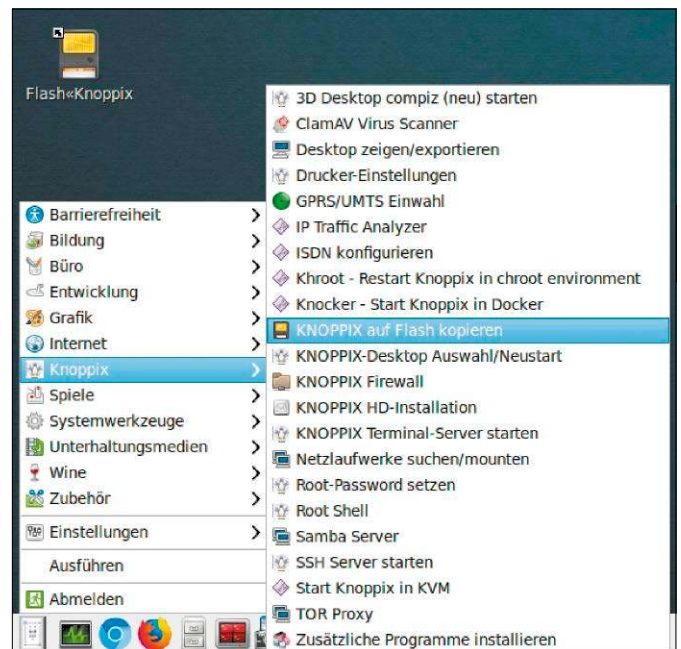 Flash«Knoppix
Barrierefreiheit
Bildung
Büro
Entwicklung
Grafik
Internet
Knoppix
Spiele
Systemwerkzeuge
Unterhaltungsmedien
Wine
Zubehör
Einstellungen
Ausführen
Abmelden
3D Desktop compiz (neu) starten
ClamAV Virus Scanner
Desktop zeigen/exportieren
Drucker-Einstellungen
GPRS/UMTS Einwahl
IP Traffic Analyzer
ISDN konfigurieren
Khroot - Restart Knoppix in chroot environment
Knocker - Start Knoppix in Docker
KNOPPIX auf Flash kopieren
KNOPPIX-Desktop Auswahl/Neustart
KNOPPIX Firewall
KNOPPIX HD-Installation
KNOPPIX Terminal-Server starten
Netzlaufwerke suchen/mounten
Root-Password setzen
Root Shell
Samba Server
SSH Server starten
Start Knoppix in KVM
TOR Proxy
Zusätzliche Programme installieren